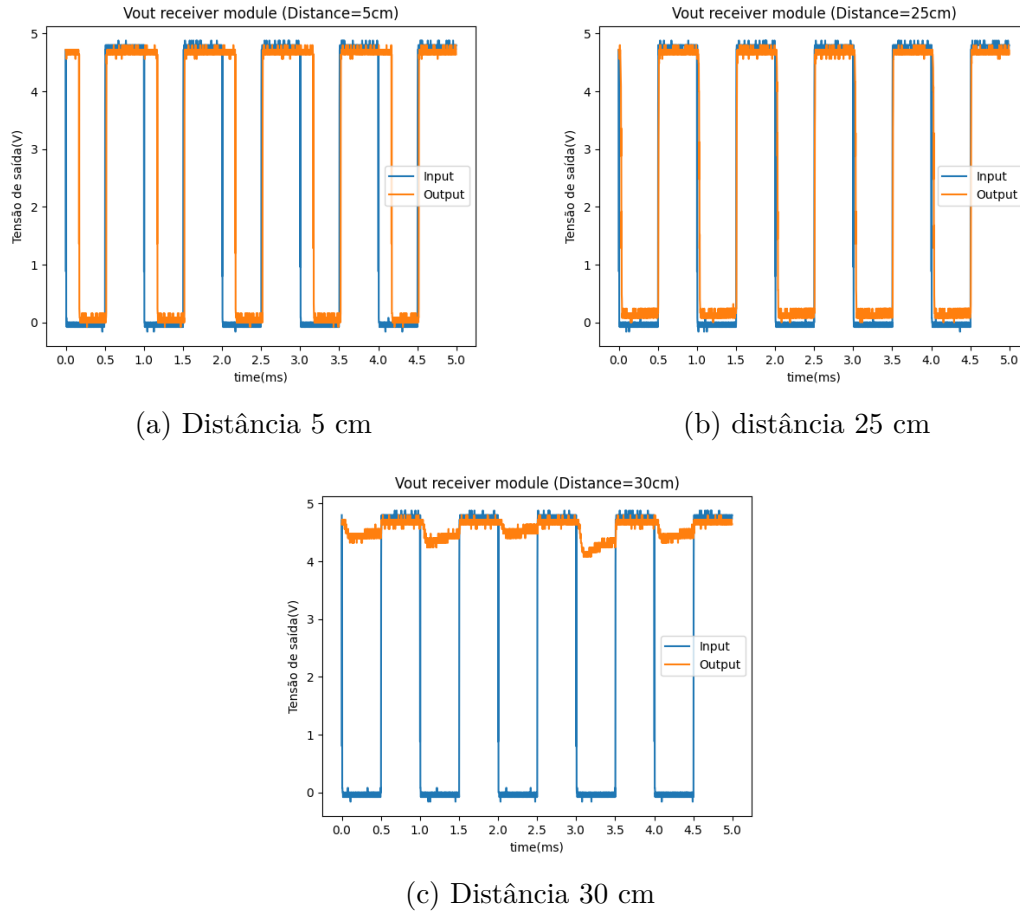 Vout receiver module (Distance=5cm)
Tensão de saída(V)
5
4
3
2
1
0
Input
Output
0.0 0.5 1.0 1.5 2.0 2.5 3.0 3.5 4.0 4.5 5.0
time(ms)
(a) Distância 5 cm
Vout receiver module (Distance=25cm)
Tensão de saída(V)
5
4
3
2
1
0
Input
Output
0.0 0.5 1.0 1.5 2.0 2.5 3.0 3.5 4.0 4.5 5.0
time(ms)
(b) distância 25 cm
Vout receiver module (Distance=30cm)
Tensão de saída(V)
5
4
3
2
1
0
Input
Output
0.0 0.5 1.0 1.5 2.0 2.5 3.0 3.5 4.0 4.5 5.0
time(ms)
(c) Distância 30 cm